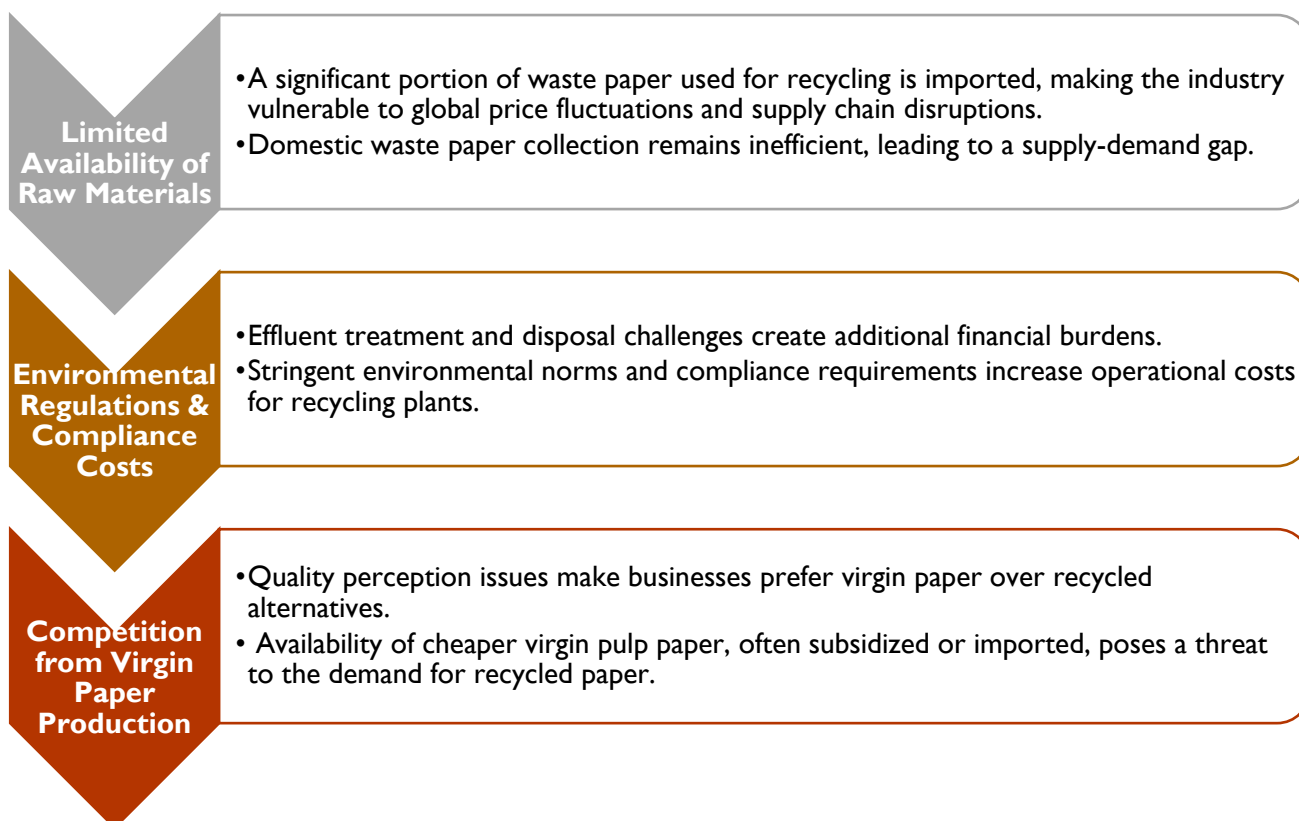 Limited
Availability of
Raw Materials
•A significant portion of waste paper used for recycling is imported, making the industry
vulnerable to global price fluctuations and supply chain disruptions.
•Domestic waste paper collection remains inefficient, leading to a supply-demand gap.
Environmental
Regulations &
Compliance
Costs
•Effluent treatment and disposal challenges create additional financial burdens.
•Stringent environmental norms and compliance requirements increase operational costs
for recycling plants.
Competition
from Virgin
Paper
Production
•Quality perception issues make businesses prefer virgin paper over recycled
alternatives.
• Availability of cheaper virgin pulp paper, often subsidized or imported, poses a threat
to the demand for recycled paper.